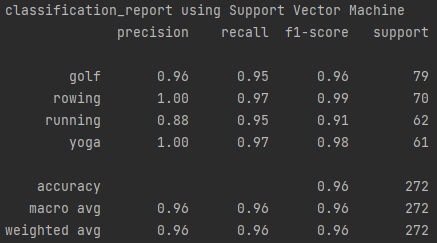 classification_report using Support Vector Machine
precision recall f1-score support
golf 0.96 0.95 0.96 79
rowing 1.00 0.97 0.99 70
running 0.88 0.95 0.91 62
yoga 1.00 0.97 0.98 61
accuracy 0.96 272
macro avg 0.96 0.96 0.96 272
weighted avg 0.96 0.96 0.96 272